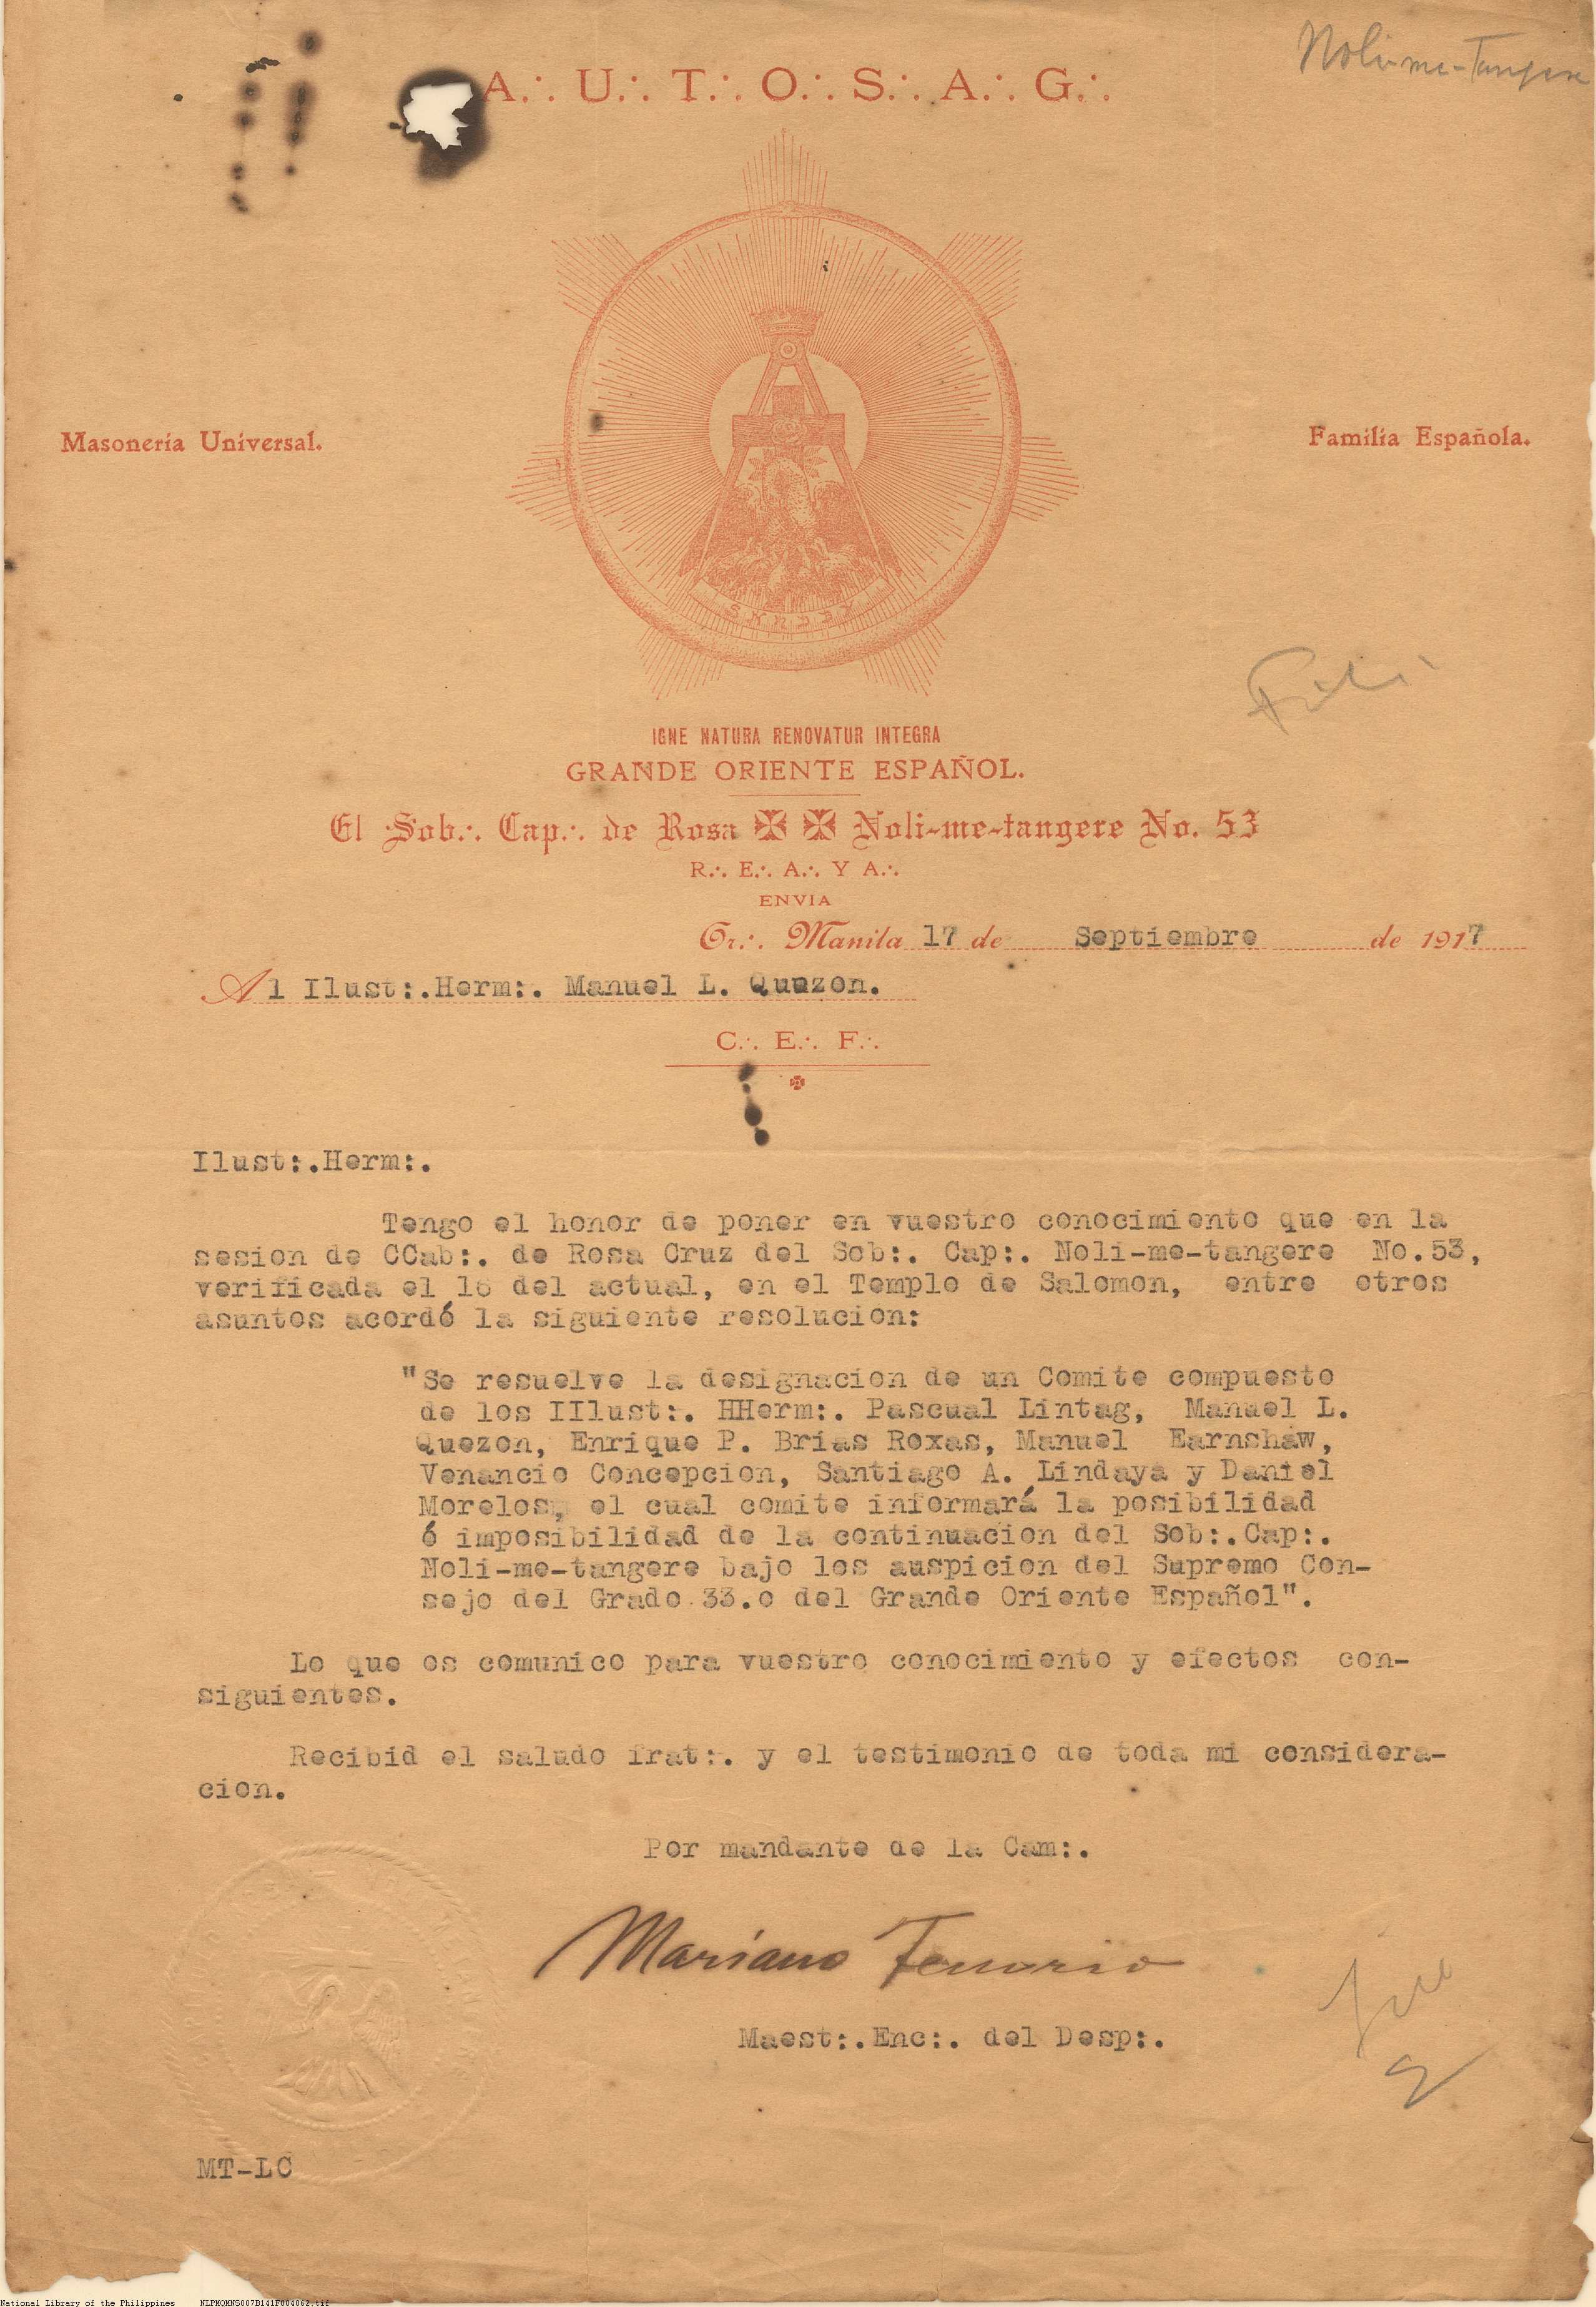 Noli-me-Tangere
A∴ U∴ T∴ O∴ S∴ A∴ G∴
Masonería Universal.
Familia Española.
IGNE NATURA RENOVATUR INTEGRA
GRANDE ORIENTE ESPAÑOL.
El Sob∴ Cap∴ de Rosa ✠ ✠ Noli-me-tangere No. 53
R∴ E∴ A∴ Y A∴
ENVIA
Or∴ Manila 17 de Septiembre de 1917
Al Ilust:.Herm:. Manuel L. Quezon.
C∴ E∴ F∴
Ilust:.Herm:.
Tengo el honor de poner en vuestro conocimiento que en la
sesion de CCab:. de Rosa Cruz del Sob:. Cap:. Noli-me-tangere No.53,
verificada el 16 del actual, en el Templo de Salomon, entre otros
asuntos acordó la siguiente resolucion:
"Se resuelve la designacion de un Comite compuesto
de los IIlust:. HHerm:. Pascual Lintag, Manuel L.
Quezon, Enrique P. Brias Roxas, Manuel Earnshaw,
Venancio Concepcion, Santiago A. Lindaya y Daniel
Morelos, el cual comite informará la posibilidad
ó imposibilidad de la continuacion del Sob:.Cap:.
Noli-me-tangere bajo los auspicion del Supremo Con-
sejo del Grado 33.o del Grande Oriente Español".
Lo que os comunico para vuestro conocimiento y efectos con-
siguientes.
Recibid el saludo frat:. y el testimonio de toda mi considera-
cion.
Por mandante de la Cam:.
Mariano Tenorio
Maest:.Enc:. del Desp:.
MT-LC
National Library of the Philippines NLPMQMNS007B141F004062.tif